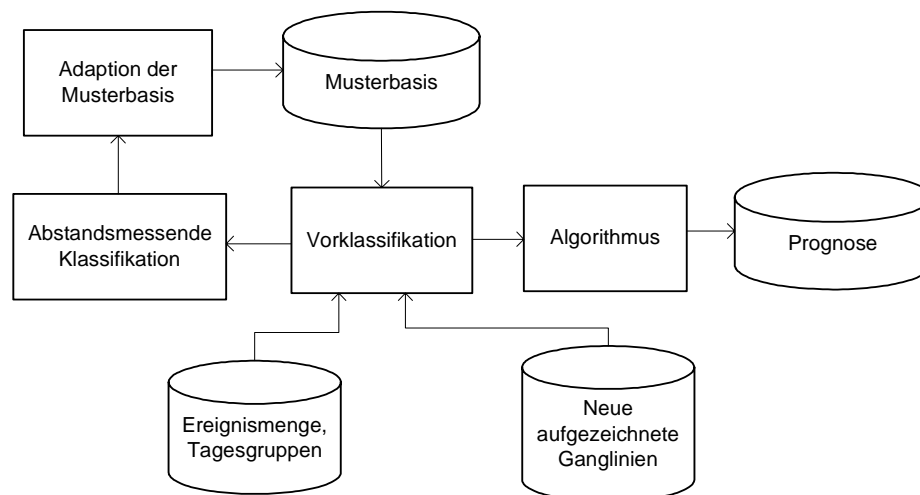 Adaption der
Musterbasis
Musterbasis
Abstandsmessende
Klassifikation
Vorklassifikation
Algorithmus
Prognose
Ereignismenge,
Tagesgruppen
Neue
aufgezeichnete
Ganglinien